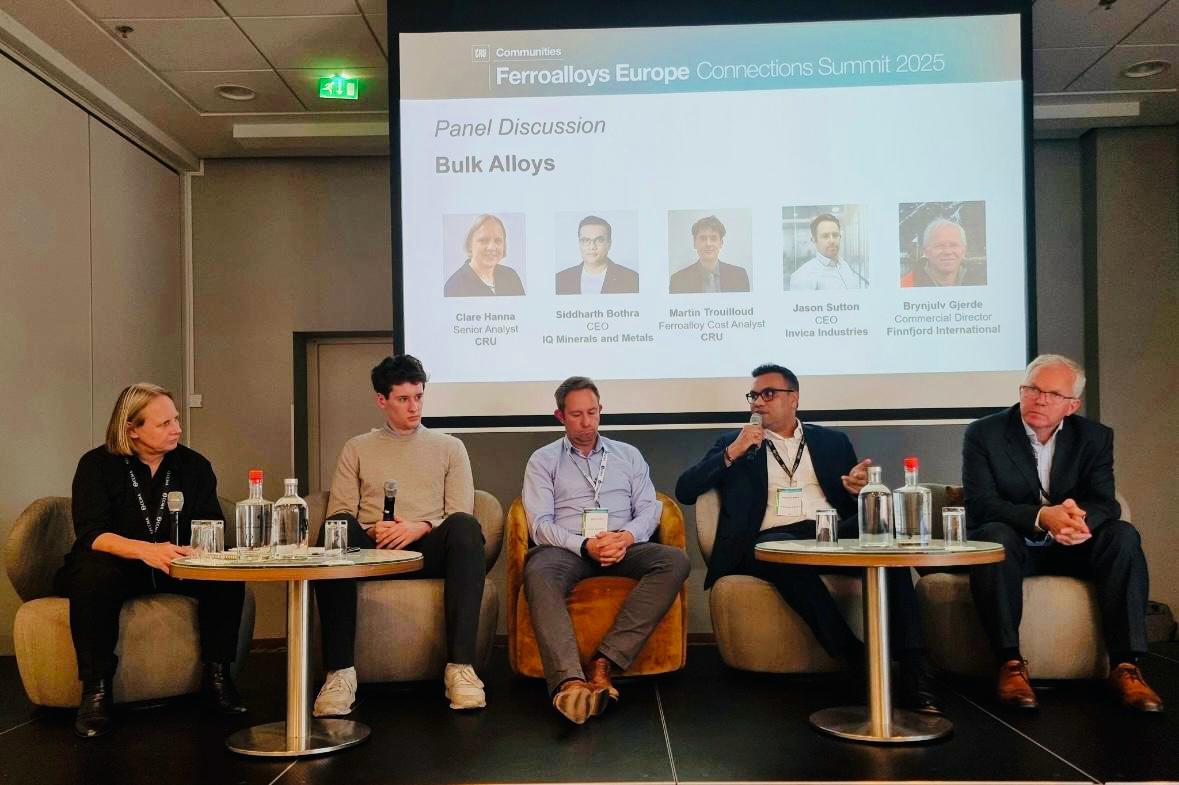 CRU
Communities
Ferroalloys Europe Connections Summit 2025
Panel Discussion
Bulk Alloys
Clare Hanna
Senior Analyst
CRU
Siddharth Bothra
CEO
IQ Minerals and Metals
Martin Trouilloud
Ferroalloy Cost Analyst
CRU
Jason Sutton
CEO
Invica Industries
Brynjulv Gjerde
Commercial Director
Finnfjord International